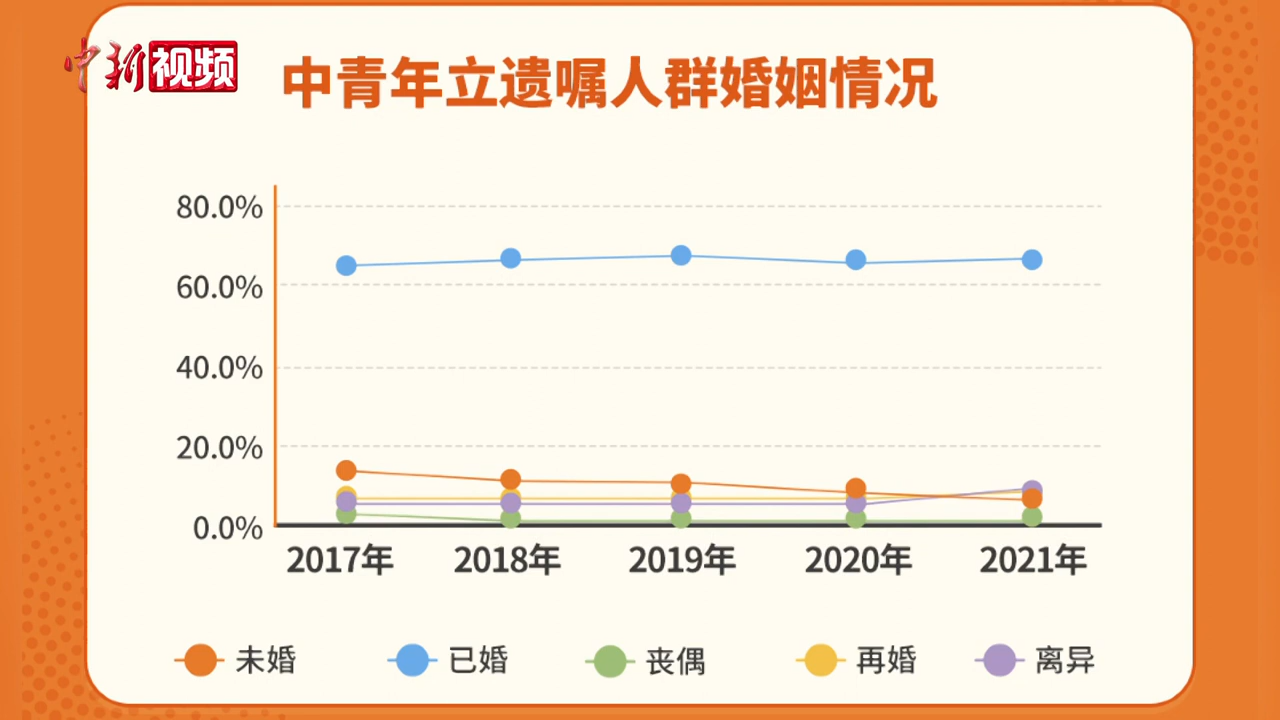 中新视频
中青年立遗嘱人群婚姻情况
80.0%
60.0%
40.0%
20.0%
0.0%
2017年 2018年 2019年 2020年 2021年
未婚 已婚 丧偶 再婚 离异